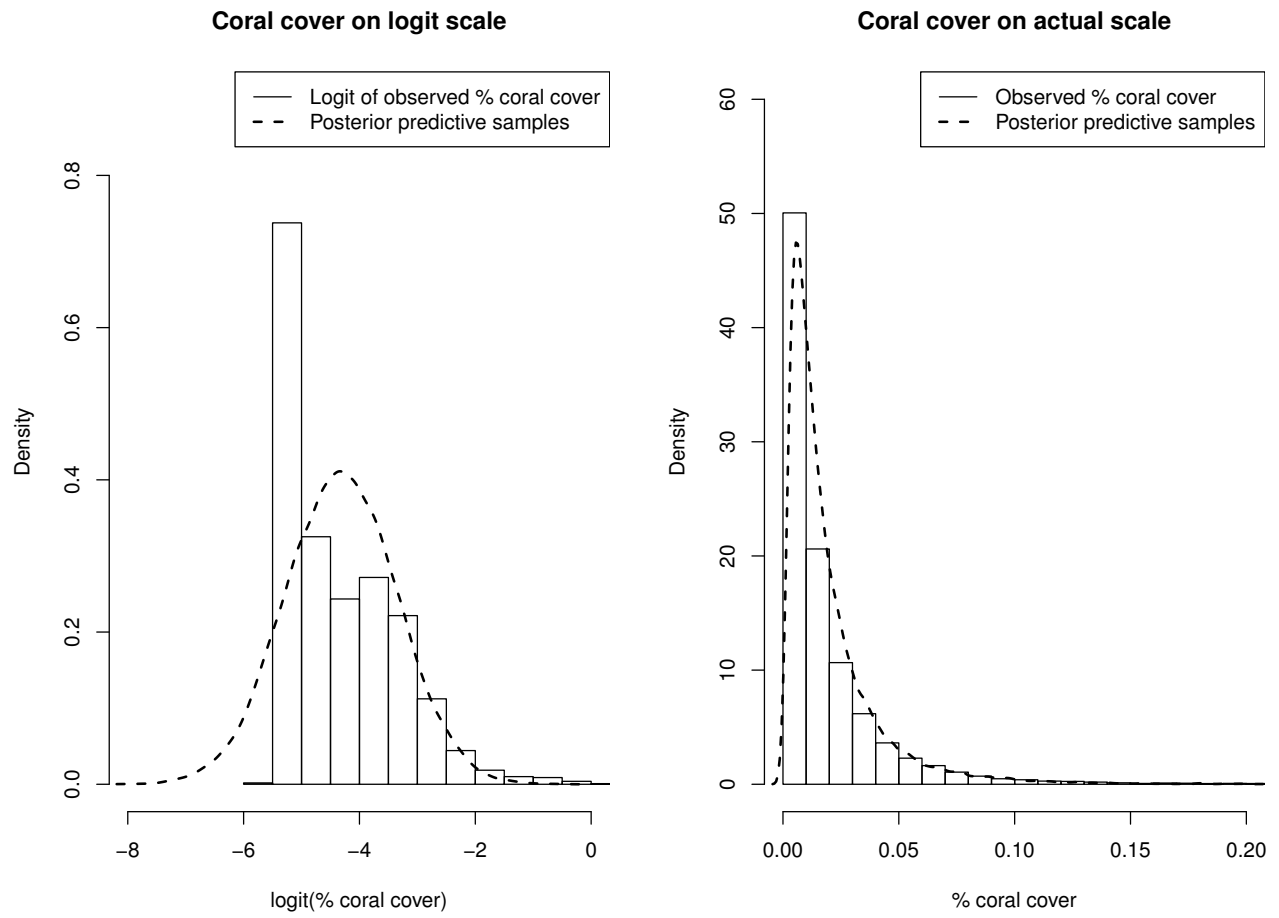 Coral cover on logit scale
Logit of observed % coral cover
Posterior predictive samples
Density
0.8
0.6
0.4
0.2
0.0
−8 −6 −4 −2 0
logit(% coral cover)
Coral cover on actual scale
Observed % coral cover
Posterior predictive samples
Density
60
50
40
30
20
10
0
0.00 0.05 0.10 0.15 0.20
% coral cover